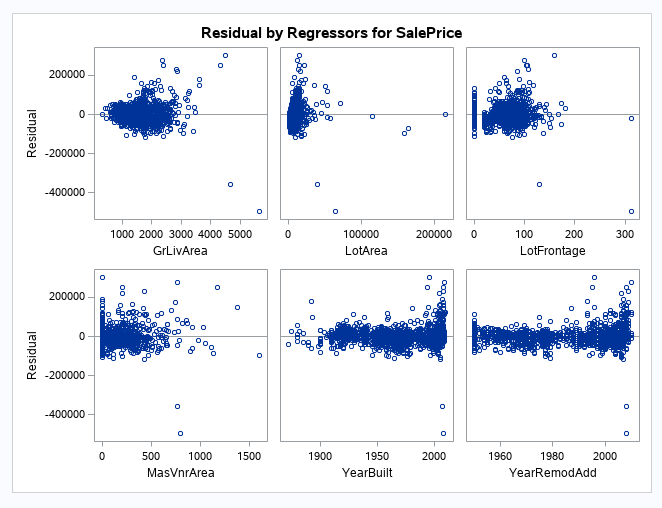 Residual by Regressors for SalePrice
200000
0
-200000
-400000
Residual
1000 2000 3000 4000 5000
GrLivArea
0 100000 200000
LotArea
0 100 200 300
LotFrontage
200000
0
-200000
-400000
Residual
0 500 1000 1500
MasVnrArea
1900 1950 2000
YearBuilt
1960 1980 2000
YearRemodAdd